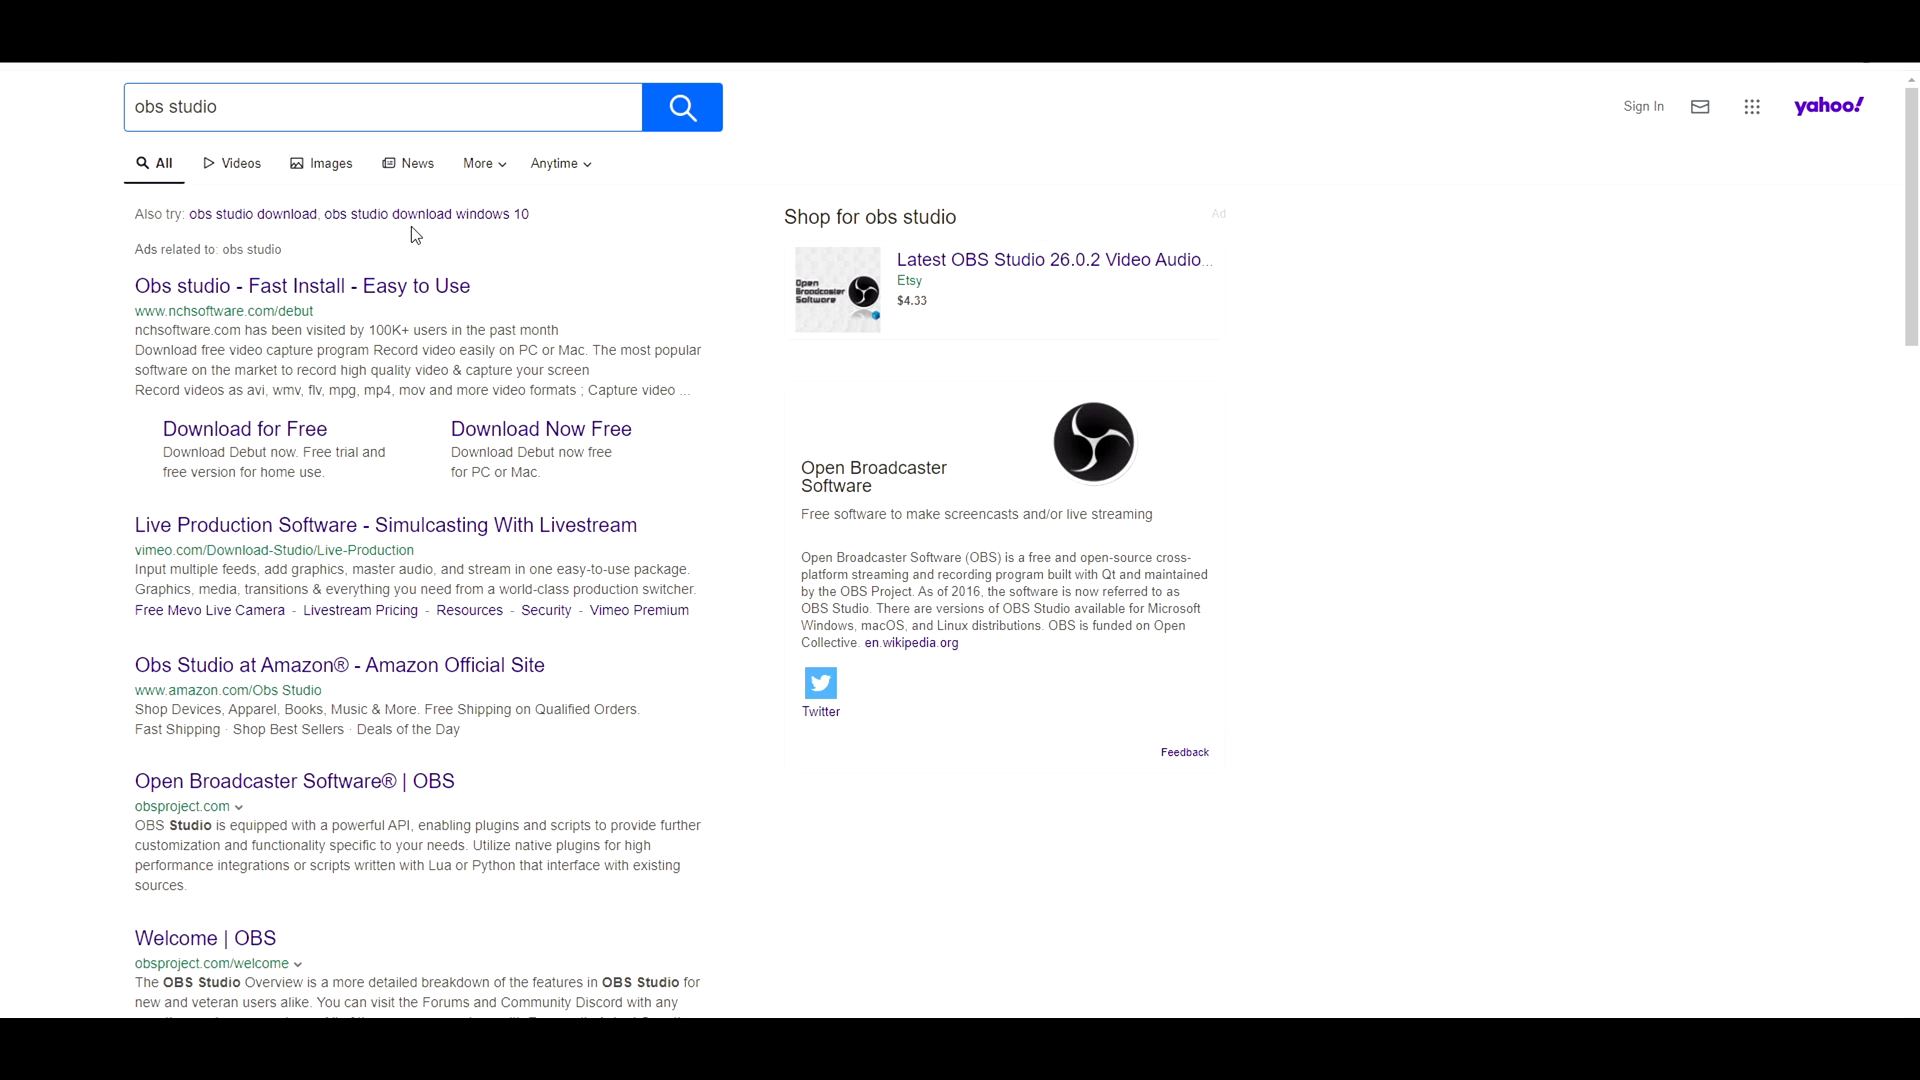 obs studio
Sign In
yahoo!
All
Videos
Images
News
More
Anytime
Also try: obs studio download, obs studio download windows 10
Ads related to: obs studio
Obs studio - Fast Install - Easy to Use
www.nchsoftware.com/debut
nchsoftware.com has been visited by 100K+ users in the past month
Download free video capture program Record video easily on PC or Mac. The most popular
software on the market to record high quality video & capture your screen
Record videos as avi, wmv, flv, mpg, mp4, mov and more video formats ; Capture video ...
Download for Free
Download Debut now. Free trial and
free version for home use.
Download Now Free
Download Debut now free
for PC or Mac.
Live Production Software - Simulcasting With Livestream
vimeo.com/Download-Studio/Live-Production
Input multiple feeds, add graphics, master audio, and stream in one easy-to-use package.
Graphics, media, transitions & everything you need from a world-class production switcher.
Free Mevo Live Camera - Livestream Pricing - Resources - Security - Vimeo Premium
Obs Studio at Amazon® - Amazon Official Site
www.amazon.com/Obs Studio
Shop Devices, Apparel, Books, Music & More. Free Shipping on Qualified Orders.
Fast Shipping · Shop Best Sellers · Deals of the Day
Open Broadcaster Software® | OBS
obsproject.com
OBS Studio is equipped with a powerful API, enabling plugins and scripts to provide further
customization and functionality specific to your needs. Utilize native plugins for high
performance integrations or scripts written with Lua or Python that interface with existing
sources.
Welcome | OBS
obsproject.com/welcome
The OBS Studio Overview is a more detailed breakdown of the features in OBS Studio for
new and veteran users alike. You can visit the Forums and Community Discord with any
Shop for obs studio
Ad
Open
Broadcaster
Software
Latest OBS Studio 26.0.2 Video Audio...
Etsy
$4.33
Open Broadcaster
Software
Free software to make screencasts and/or live streaming
Open Broadcaster Software (OBS) is a free and open-source cross-
platform streaming and recording program built with Qt and maintained
by the OBS Project. As of 2016, the software is now referred to as
OBS Studio. There are versions of OBS Studio available for Microsoft
Windows, macOS, and Linux distributions. OBS is funded on Open
Collective. en.wikipedia.org
Twitter
Feedback